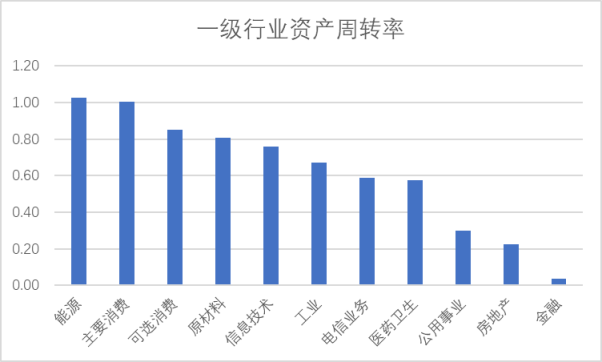 一级行业资产周转率
1.20
1.00
0.80
0.60
0.40
0.20
0.00
能源
主要消费
可选消费
原材料
信息技术
工业
电信业务
医药卫生
公用事业
房地产
金融